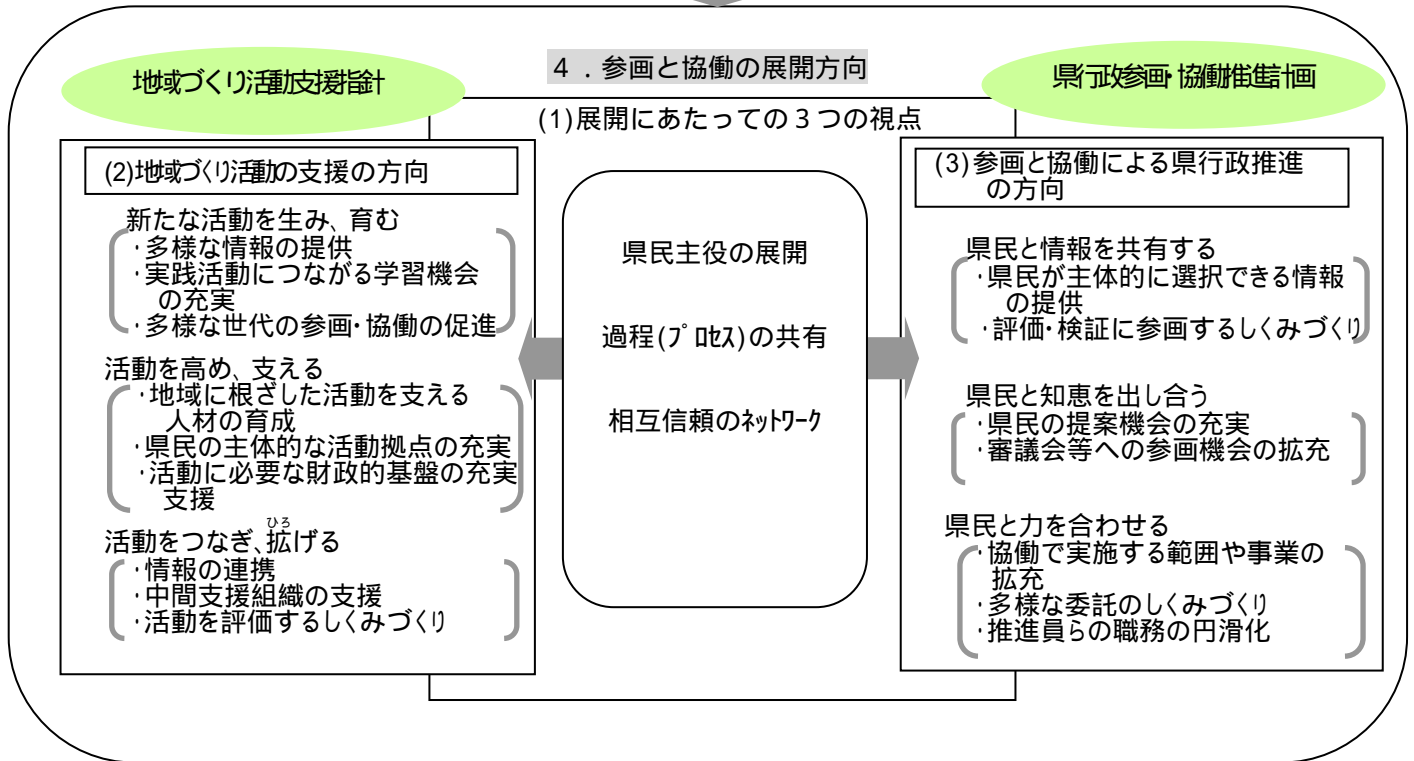 4．参画と協働の展開方向
地域づくり活動支援指針
県行政参画・協働推進計画
(1)展開にあたっての３つの視点
県民主役の展開
過程(プロセス)の共有
相互信頼のネットワーク
(2)地域づくり活動の支援の方向
新たな活動を生み、育む
・多様な情報の提供
・実践活動につながる学習機会
の充実
・多様な世代の参画・協働の促進
活動を高め、支える
・地域に根ざした活動を支える
人材の育成
・県民の主体的な活動拠点の充実
・活動に必要な財政的基盤の充実
支援
ひろ
活動をつなぎ、拡げる
・情報の連携
・中間支援組織の支援
・活動を評価するしくみづくり
(3)参画と協働による県行政推進
の方向
県民と情報を共有する
・県民が主体的に選択できる情報
の提供
・評価・検証に参画するしくみづくり
県民と知恵を出し合う
・県民の提案機会の充実
・審議会等への参画機会の拡充
県民と力を合わせる
・協働で実施する範囲や事業の
拡充
・多様な委託のしくみづくり
・推進員らの職務の円滑化